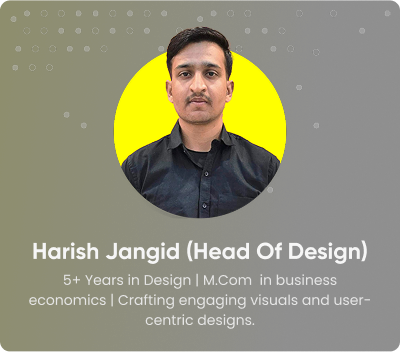 Harish Jangid (Head Of Design)
5+ Years in Design | M.Com in business
economics | Crafting engaging visuals and user-
centric designs.